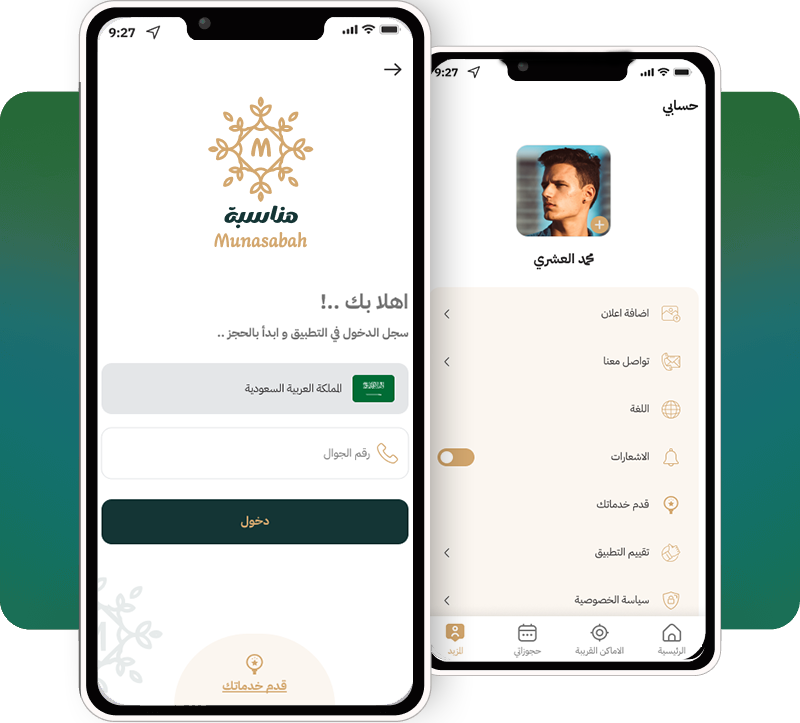 9:27
M
مناسبة
Munasabah
اهلا بك ..!
سجل الدخول في التطبيق و ابدأ بالحجز ..
المملكة العربية السعودية
رقم الجوال
دخول
قدم خدماتك
9:27
حسابي
محمد العشري
اضافة اعلان
تواصل معنا
اللغة
الاشعارات
قدم خدماتك
تقييم التطبيق
سياسة الخصوصية
الرئيسية
الاماكن القريبة
حجوزاتي
المزيد